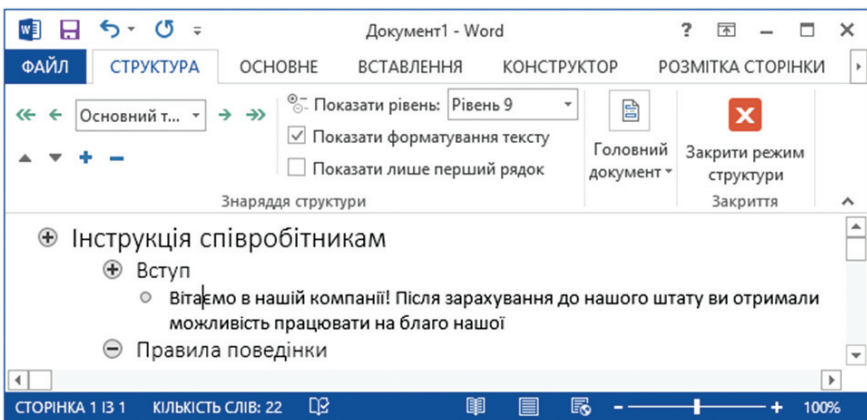 Документ1 - Word
ФАЙЛ СТРУКТУРА ОСНОВНЕ ВСТАВЛЕННЯ КОНСТРУКТОР РОЗМІТКА СТОРІНКИ
Основний т... Показати рівень: Рівень 9
Показати форматування тексту
Показати лише перший рядок
Головний документ
Закрити режим структури
Знаряддя структури Закриття
Інструкція співробітникам
Вступ
Вітаємо в нашій компанії! Після зарахування до нашого штату ви отримали
можливість працювати на благо нашої
Правила поведінки
СТОРІНКА 1 ІЗ 1 КІЛЬКІСТЬ СЛІВ: 22 100%